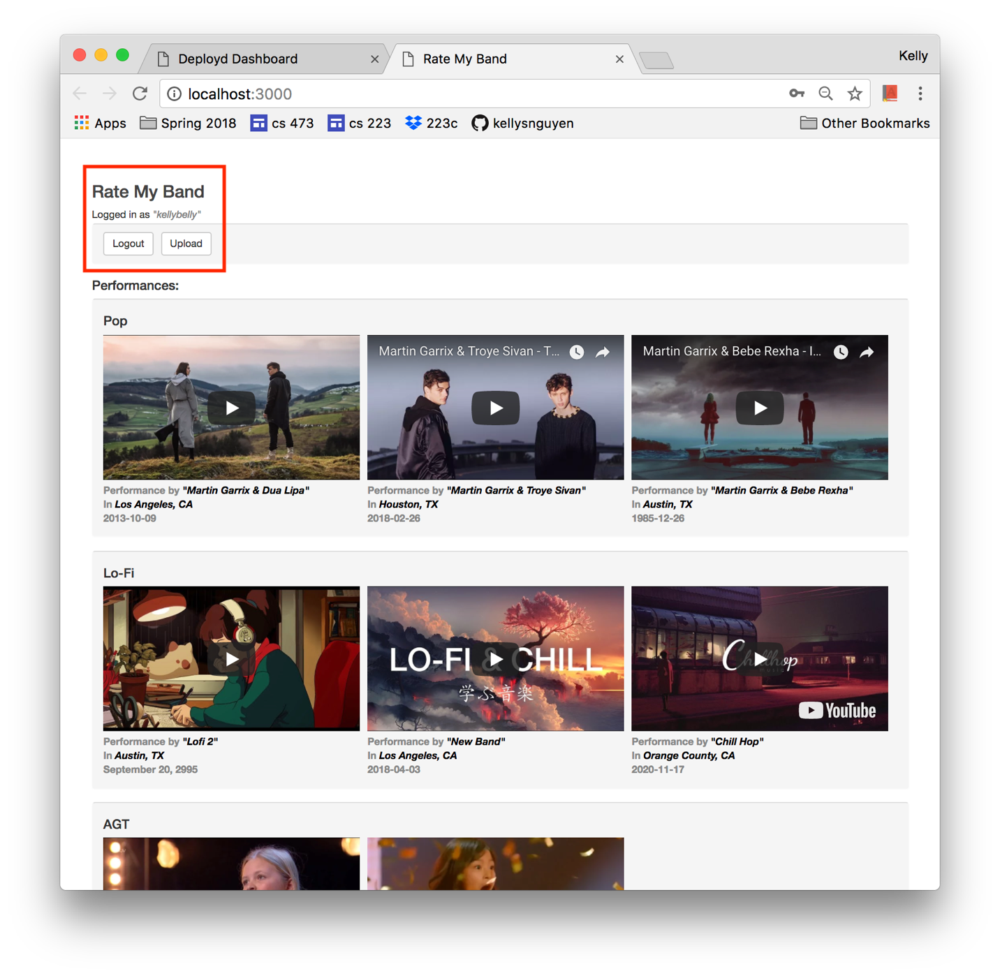 Deployd Dashboard
Rate My Band
Kelly
localhost:3000
Apps
Spring 2018
cs 473
cs 223
223c
kellysnguyen
Other Bookmarks
Rate My Band
Logged in as "kellybelly"
Logout
Upload
Performances:
Pop
Martin Garrix & Troye Sivan - T...
Martin Garrix & Bebe Rexha - I...
Performance by "Martin Garrix & Dua Lipa"
In Los Angeles, CA
2013-10-09
Performance by "Martin Garrix & Troye Sivan"
In Houston, TX
2018-02-26
Performance by "Martin Garrix & Bebe Rexha"
In Austin, TX
1985-12-26
Lo-Fi
LO-FI & CHILL
学ぶ音楽
Chillhop
MUSIC
YouTube
Performance by "Lofi 2"
In Austin, TX
September 20, 2995
Performance by "New Band"
In Los Angeles, CA
2018-04-03
Performance by "Chill Hop"
In Orange County, CA
2020-11-17
AGT